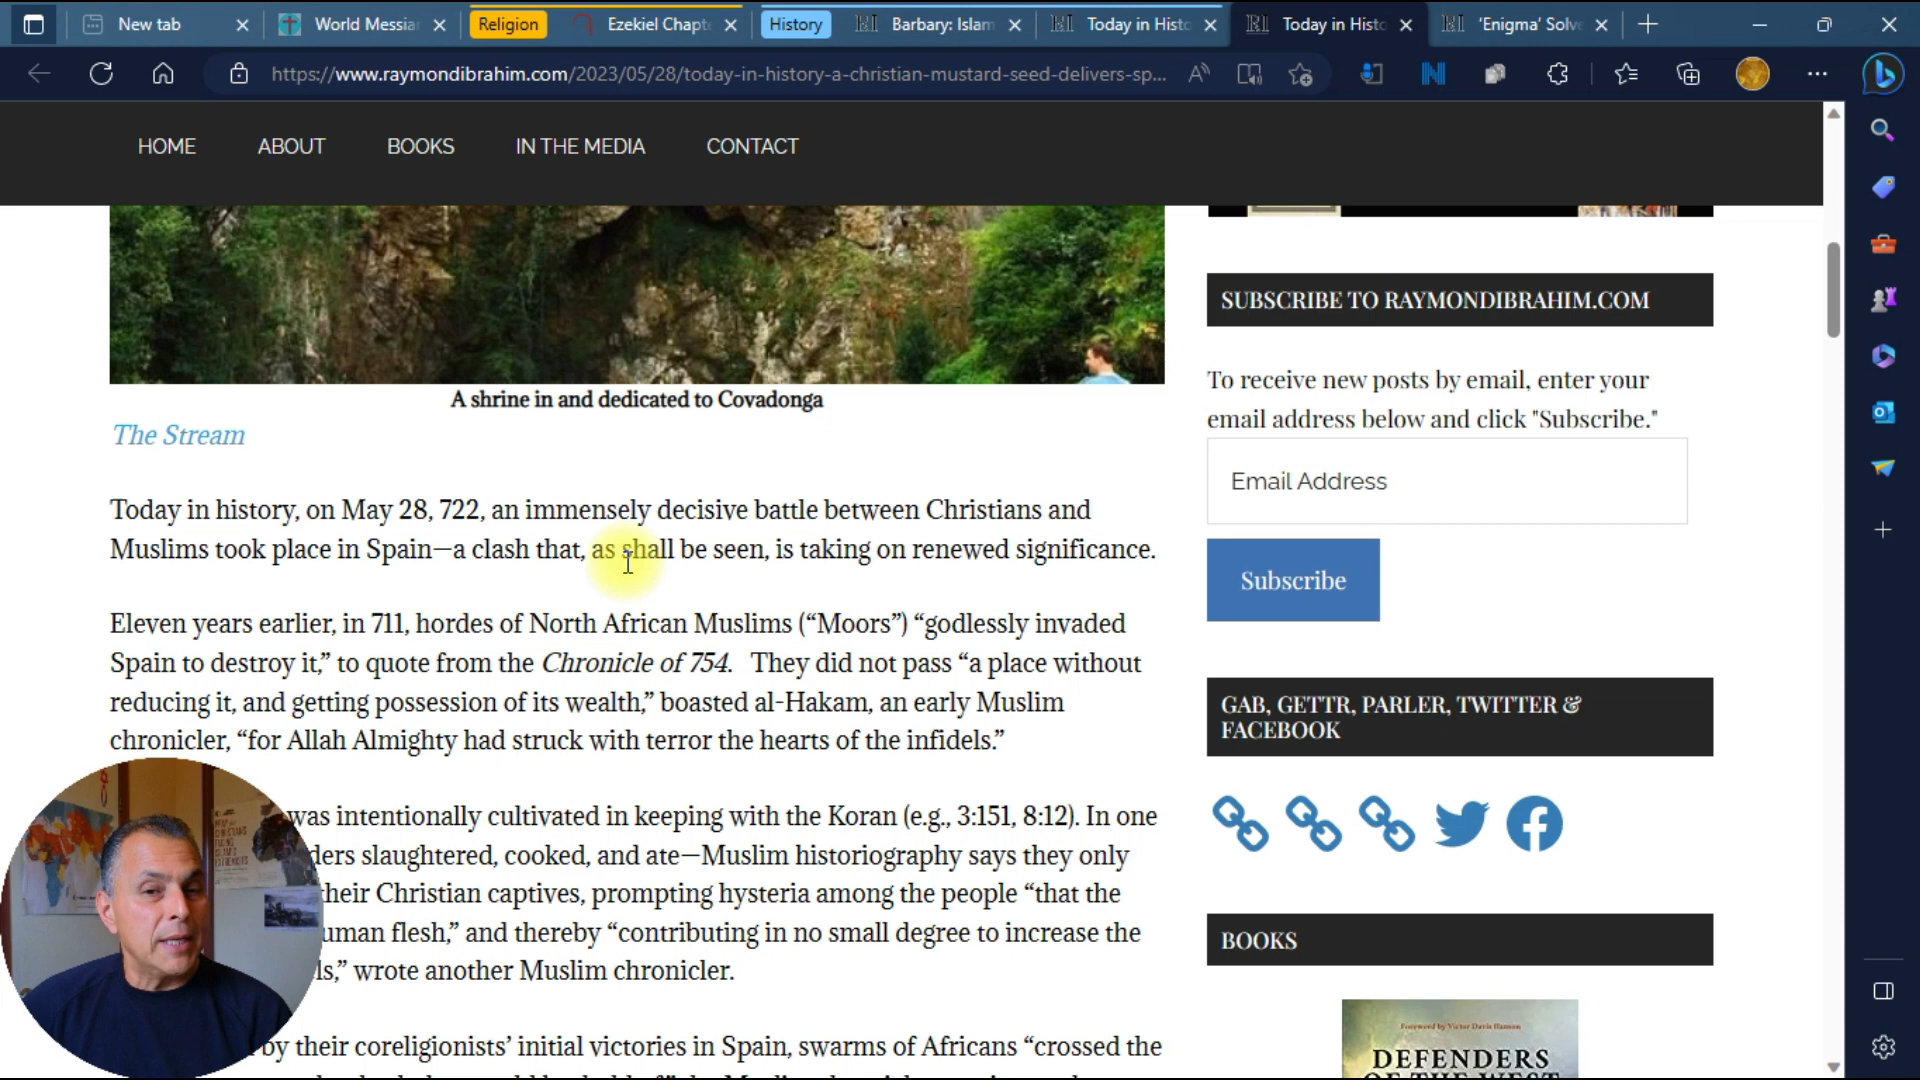 New tab
World Messia
Religion
Ezekiel Chapt
History
Barbary: Islam
Today in Histo
Today in Histo
'Enigma' Solv
https://www.raymondibrahim.com/2023/05/28/today-in-history-a-christian-mustard-seed-delivers-sp...
HOME
ABOUT
BOOKS
IN THE MEDIA
CONTACT
A shrine in and dedicated to Covadonga
The Stream
Today in history, on May 28, 722, an immensely decisive battle between Christians and
Muslims took place in Spain—a clash that, as shall be seen, is taking on renewed significance.
Eleven years earlier, in 711, hordes of North African Muslims (“Moors”) “godlessly invaded
Spain to destroy it,” to quote from the Chronicle of 754. They did not pass “a place without
reducing it, and getting possession of its wealth,” boasted al-Hakam, an early Muslim
chronicler, “for Allah Almighty had struck with terror the hearts of the infidels.”
was intentionally cultivated in keeping with the Koran (e.g., 3:151, 8:12). In one
ders slaughtered, cooked, and ate—Muslim historiography says they only
their Christian captives, prompting hysteria among the people “that the
uman flesh,” and thereby “contributing in no small degree to increase the
ls,” wrote another Muslim chronicler.
by their coreligionists’ initial victories in Spain, swarms of Africans “crossed the
SUBSCRIBE TO RAYMONDIBRAHIM.COM
To receive new posts by email, enter your
email address below and click "Subscribe."
Email Address
Subscribe
GAB, GETTR, PARLER, TWITTER &
FACEBOOK
BOOKS
Foreword by Victor Davis Hanson
DEFENDERS
OF THE WEST